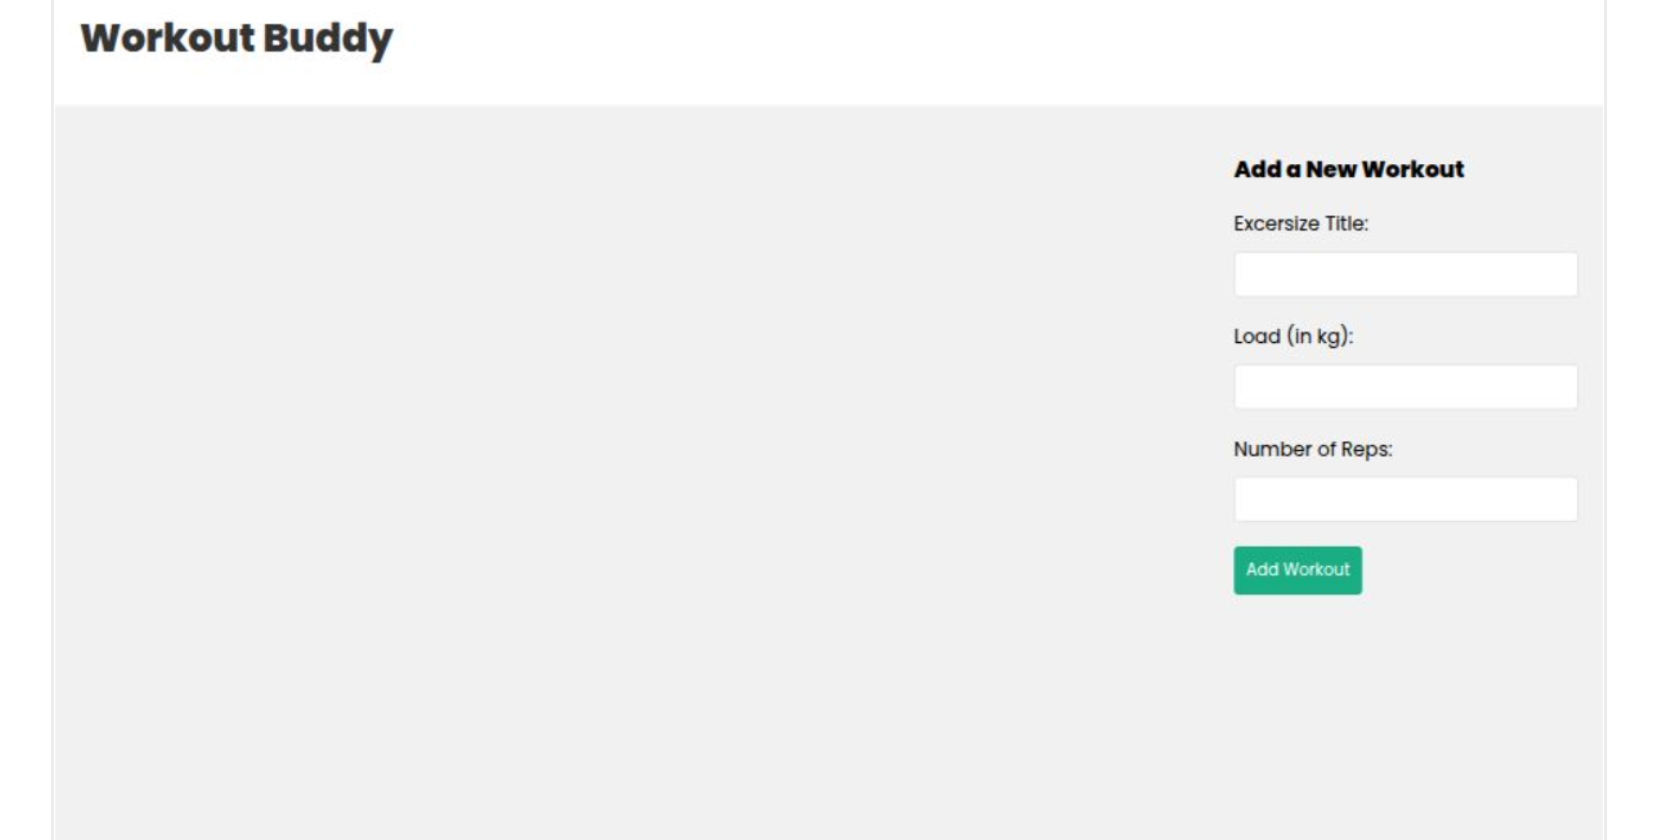 Workout Buddy
Add a New Workout
Excersize Title:
Load (in kg):
Number of Reps:
Add Workout